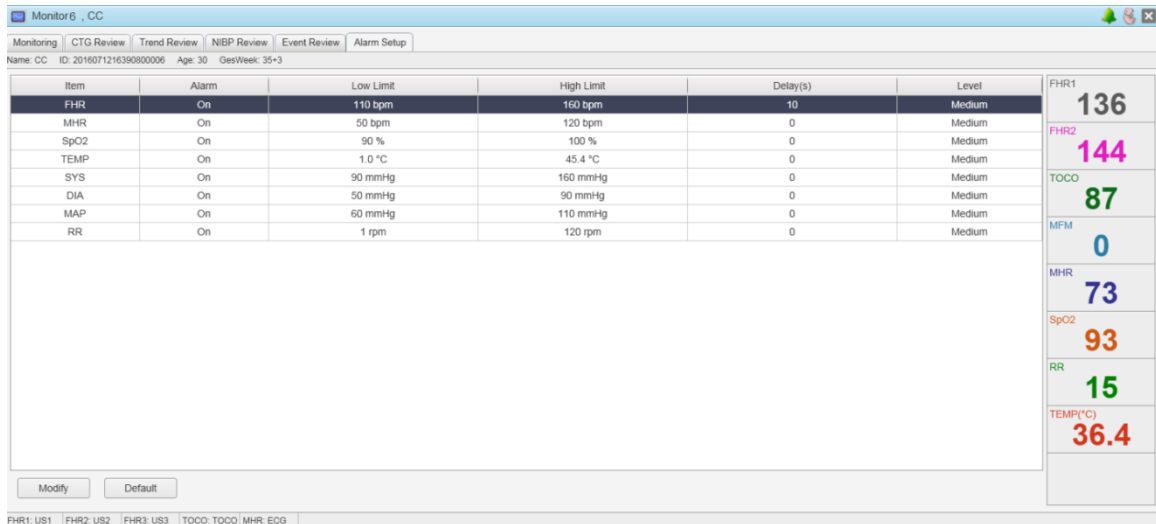 Monitor6 , CC
Monitoring CTG Review Trend Review NIBP Review Event Review Alarm Setup
Name: CC ID: 2016071216390800006 Age: 30 GesWeek: 35+3
Item Alarm Low Limit High Limit Delay(s) Level
FHR On 110 bpm 160 bpm 10 Medium
MHR On 50 bpm 120 bpm 0 Medium
SpO2 On 90 % 100 % 0 Medium
TEMP On 1.0 °C 45.4 °C 0 Medium
SYS On 90 mmHg 160 mmHg 0 Medium
DIA On 50 mmHg 90 mmHg 0 Medium
MAP On 60 mmHg 110 mmHg 0 Medium
RR On 1 rpm 120 rpm 0 Medium
FHR1
136
FHR2
144
TOCO
87
MFM
0
MHR
73
SpO2
93
RR
15
TEMP(°C)
36.4
Modify Default
FHR1: US1 FHR2: US2 FHR3: US3 TOCO: TOCO MHR: ECG